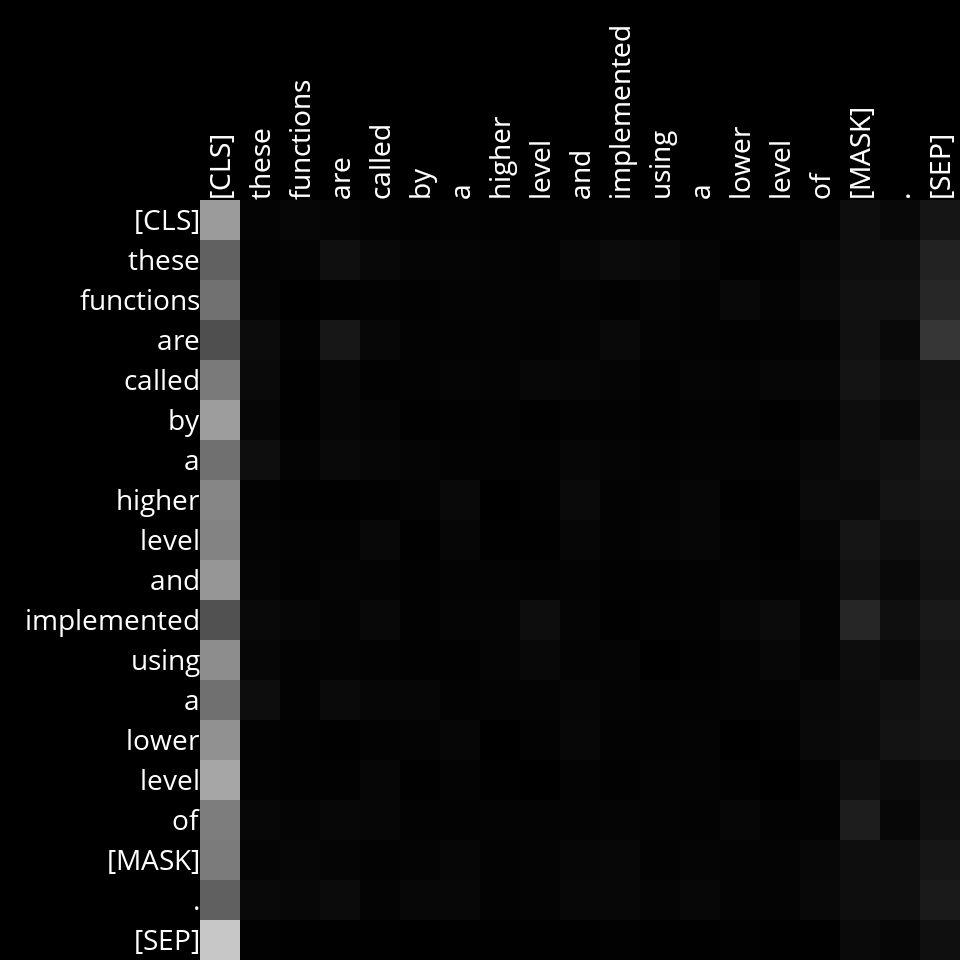 [CLS] these functions are called by a higher level and implemented using a lower level of [MASK] . [SEP]
[CLS]
these
functions
are
called
by
a
higher
level
and
implemented
using
a
lower
level
of
[MASK]
.
[SEP]